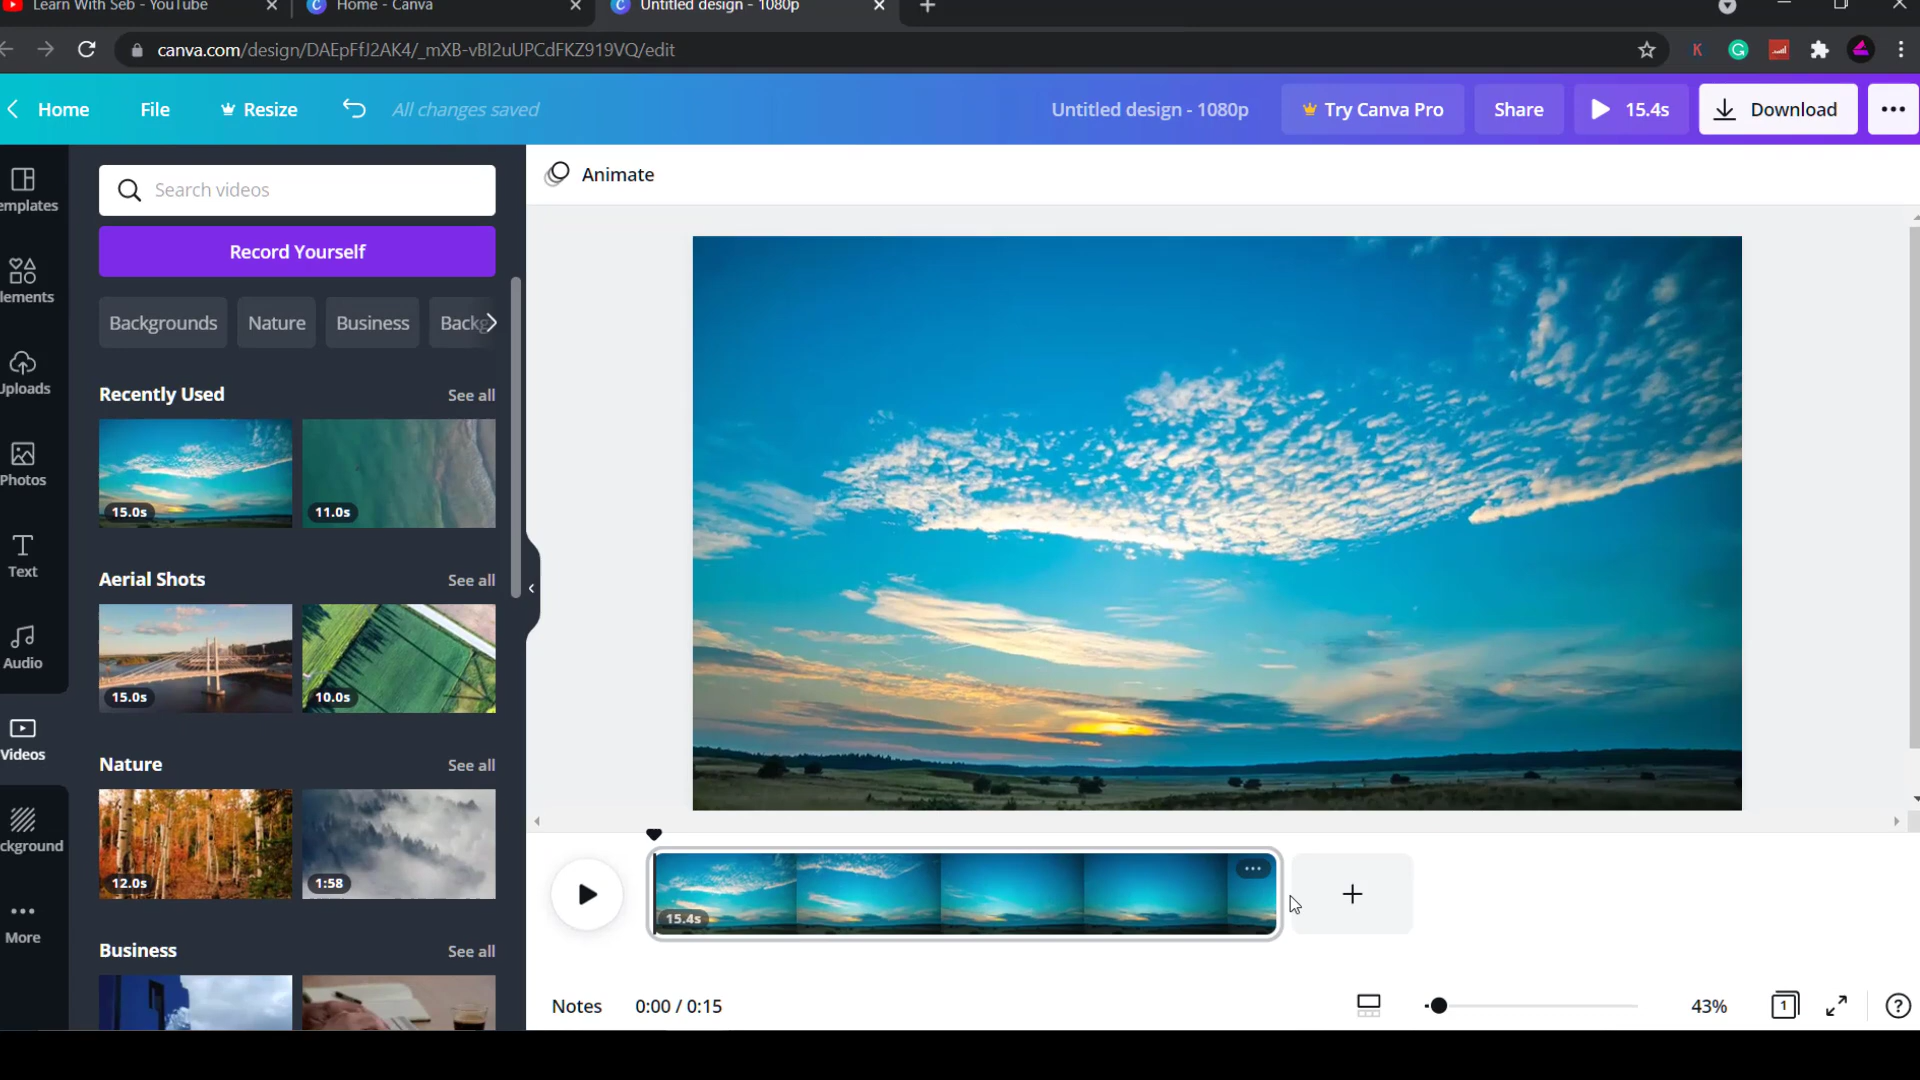 Learn With Seb - YouTube
Home - Canva
Untitled design - 1080p
canva.com/design/DAEpFfJ2AK4/_mXB-vBI2uUPCdFKZ919VQ/edit
Home
File
Resize
All changes saved
Untitled design - 1080p
Try Canva Pro
Share
15.4s
Download
emplates
lements
Uploads
Photos
Text
Audio
Videos
ckground
More
Search videos
Record Yourself
Backgrounds
Nature
Business
Backg
Recently Used
See all
15.0s
11.0s
Aerial Shots
See all
15.0s
10.0s
Nature
See all
12.0s
1:58
Business
See all
Animate
15.4s
Notes
0:00 / 0:15
43%
1